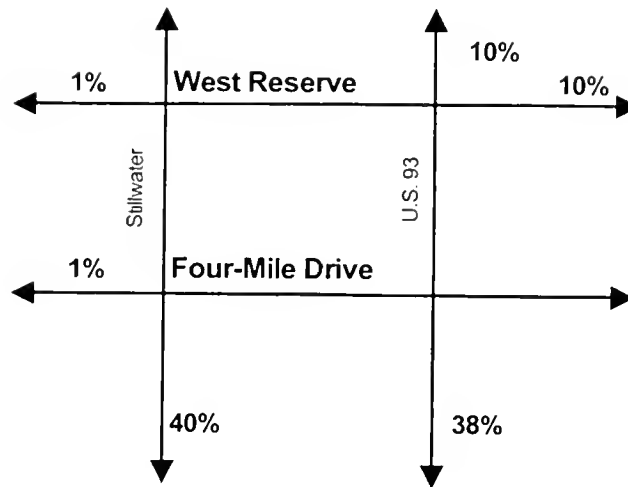 10%
1%
West Reserve
10%
Stillwater
U.S. 93
1%
Four-Mile Drive
40%
38%